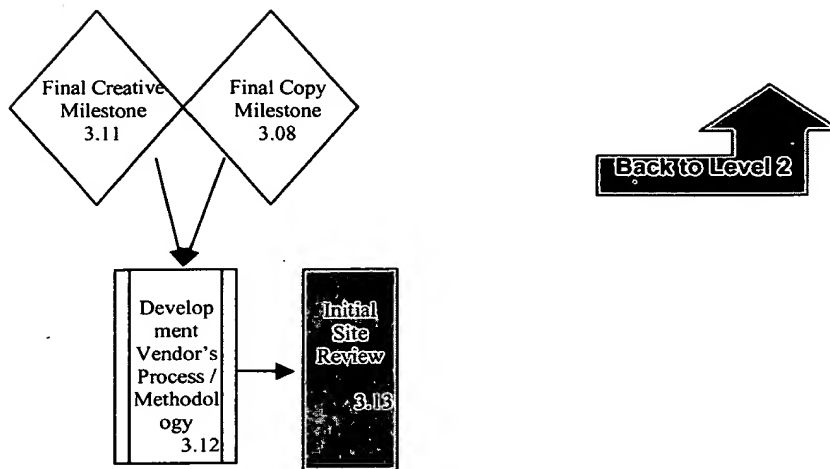 Final Creative
Milestone
3.11
Final Copy
Milestone
3.08
Back to Level 2
Develop
ment
Vendor's
Process /
Methodol
ogy
3.12
Initial
Site
Review
3.13